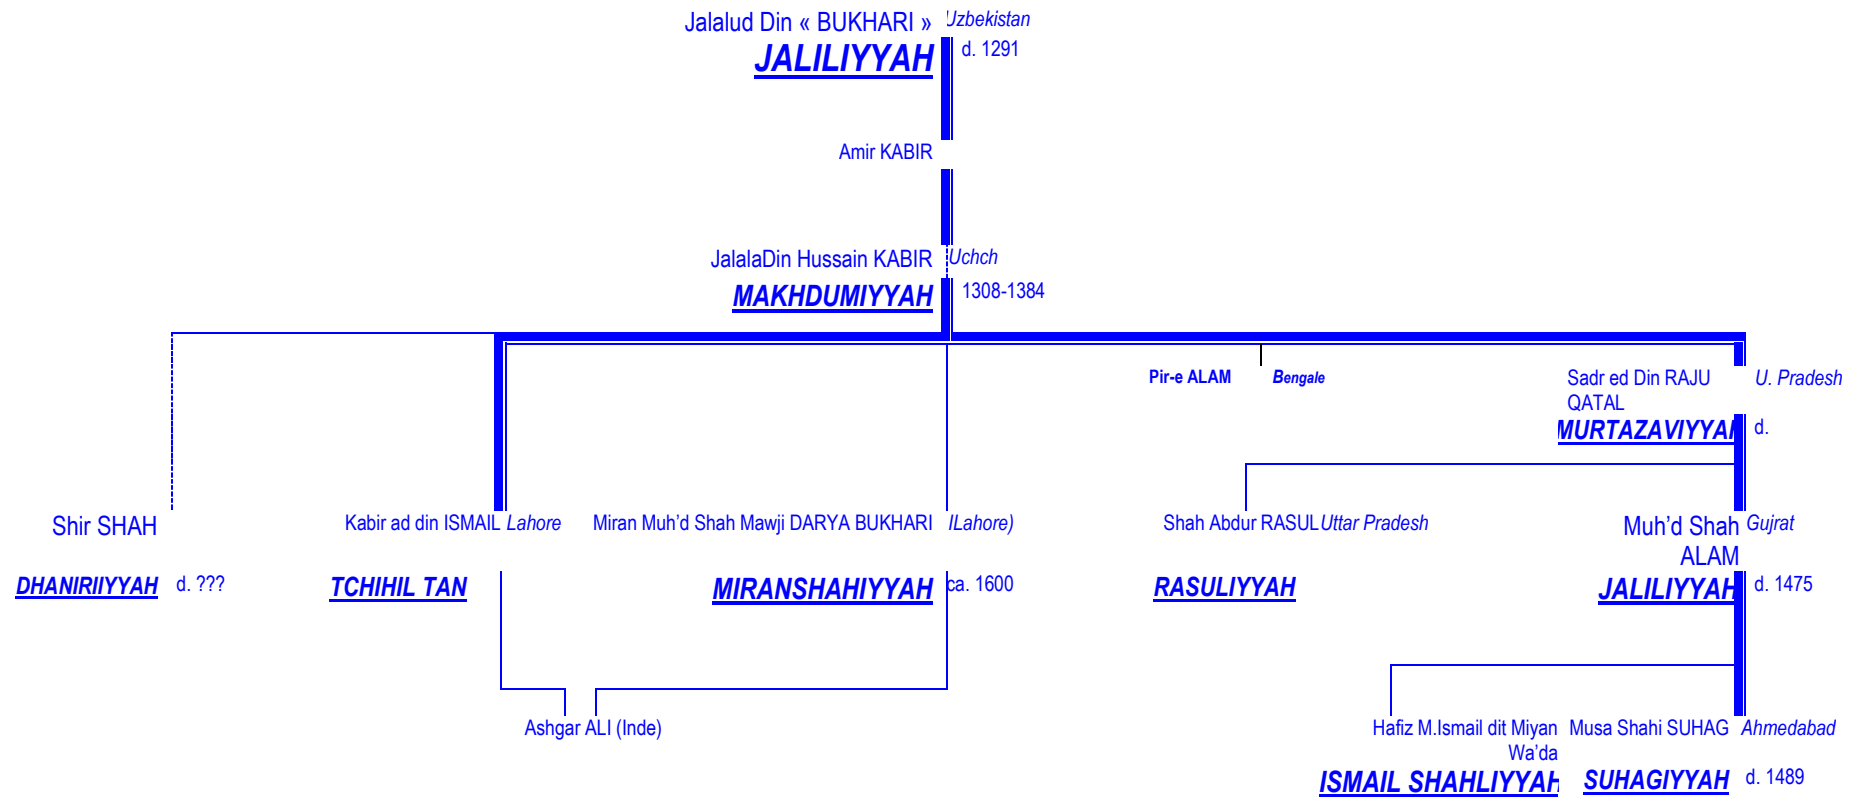 Jalalud Din « BUKHARI » Uzbekistan
JALILIYYAH d. 1291
Amir KABIR
JalalaDin Hussain KABIR Uchch
MAKHDUMIYYAH 1308-1384
Pir-e ALAM Bengale
Sadr ed Din RAJU U. Pradesh
QATAL
MURTAZAVIYYAH d.
Shir SHAH
DHANIRIIYYAH d. ???
Kabir ad din ISMAIL Lahore
TCHIHIL TAN
Miran Muh’d Shah Mawji DARYA BUKHARI (Lahore)
MIRANSHAHIYYAH ca. 1600
Shah Abdur RASUL Uttar Pradesh
RASULIYYAH
Muh’d Shah Gujrat
ALAM
JALILIYYAH d. 1475
Ashgar ALI (Inde)
Hafiz M.Ismail dit Miyan
Wa’da
ISMAIL SHAHLIYYAH
Musa Shahi SUHAG Ahmedabad
SUHAGIYYAH d. 1489